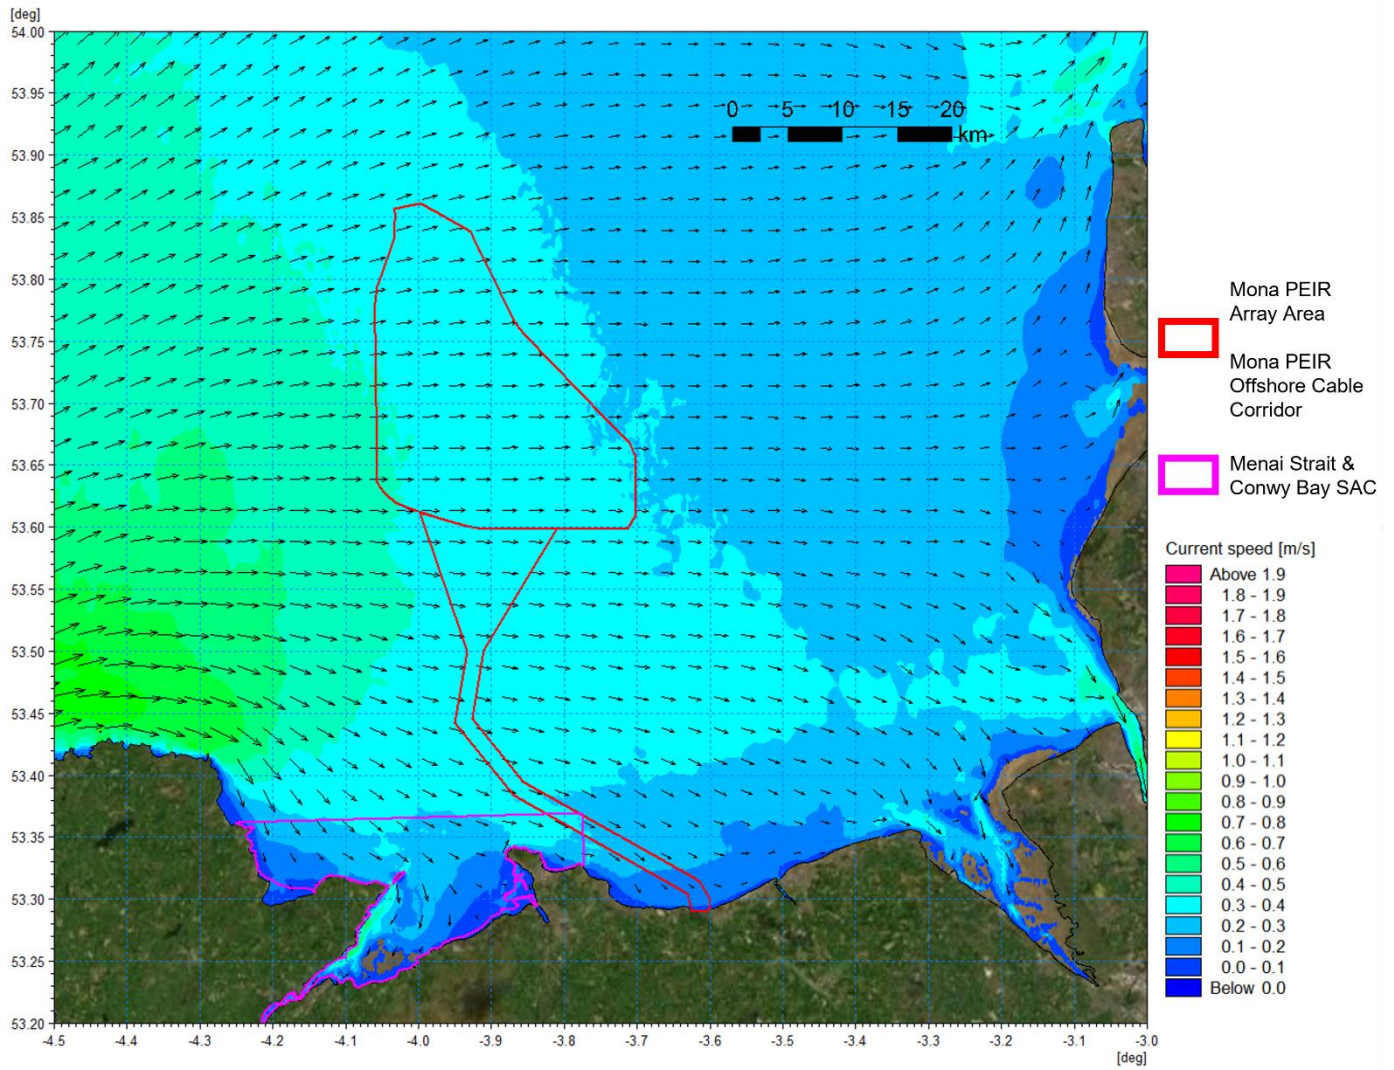 [deg]
54.00
53.95
53.90
53.85
53.80
53.75
53.70
53.65
53.60
53.55
53.50
53.45
53.40
53.35
53.30
53.25
53.20
0 5 10 15 20
km
-4.5 -4.4 -4.3 -4.2 -4.1 -4.0 -3.9 -3.8 -3.7 -3.6 -3.5 -3.4 -3.3 -3.2 -3.1 -3.0
[deg]
Mona PEIR
Array Area
Mona PEIR
Offshore Cable
Corridor
Menai Strait &
Conwy Bay SAC
Current speed [m/s]
Above 1.9
1.8 - 1.9
1.7 - 1.8
1.6 - 1.7
1.5 - 1.6
1.4 - 1.5
1.3 - 1.4
1.2 - 1.3
1.1 - 1.2
1.0 - 1.1
0.9 - 1.0
0.8 - 0.9
0.7 - 0.8
0.6 - 0.7
0.5 - 0.6
0.4 - 0.5
0.3 - 0.4
0.2 - 0.3
0.1 - 0.2
0.0 - 0.1
Below 0.0